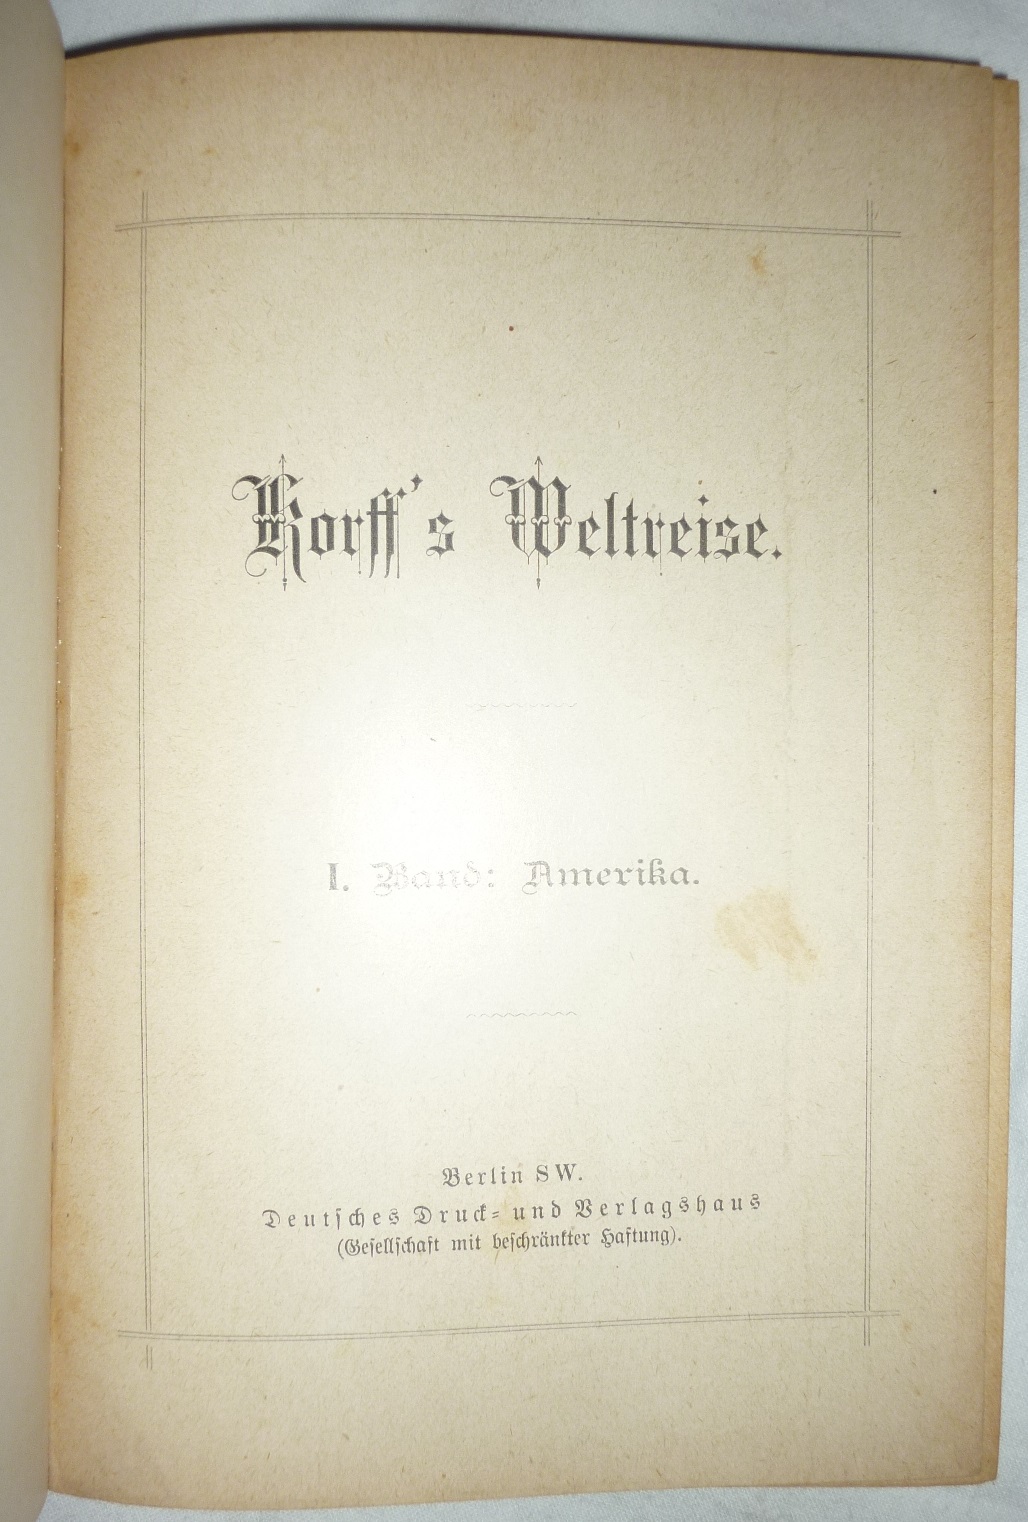 Korff's Weltreise.
I. Band: Amerika.
Berlin SW.
Deutſches Druck- und Verlagshaus
(Geſellſchaft mit beſchränkter Haftung).